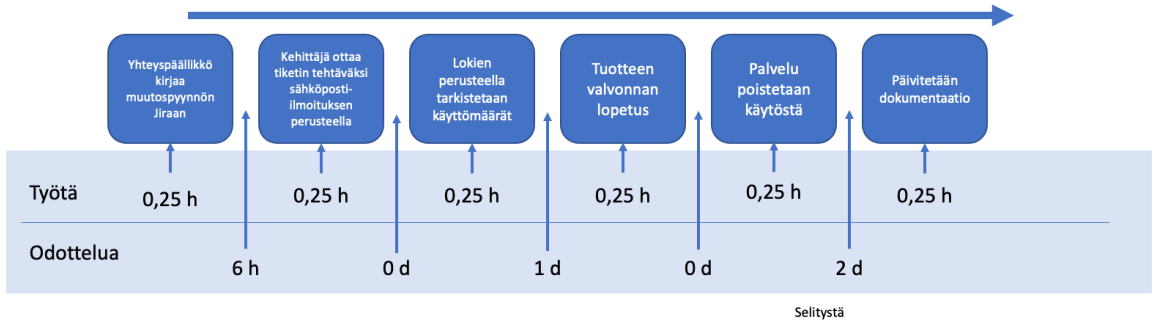 Yhteyspäällikkö
kirjaa
muutospyynnön
Jiraan
Kehittäjä ottaa
tiketin tehtäväksi
sähköposti-
ilmoituksen
perusteella
Lokien
perusteella
tarkistetaan
käyttömäärät
Tuotteen
valvonnan
lopetus
Palvelu
poistetaan
käytöstä
Päivitetään
dokumentaatio
Työtä
0,25 h
0,25 h
0,25 h
0,25 h
0,25 h
0,25 h
Odottelua
6 h
0 d
1 d
0 d
2 d
Selitystä